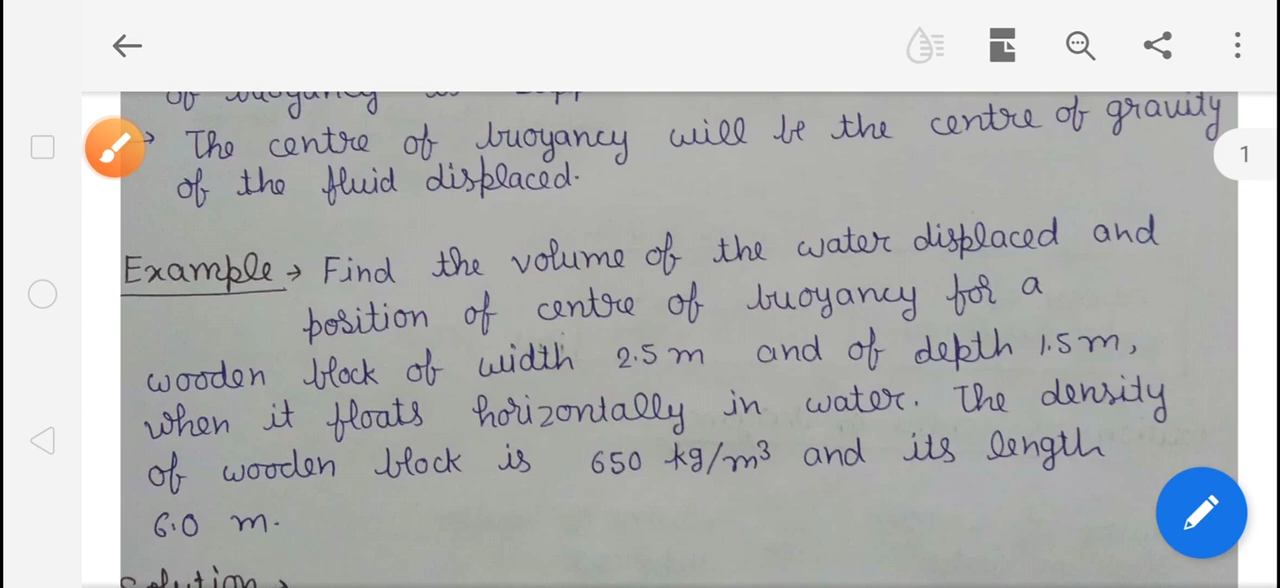 The centre of buoyancy will be the centre of gravity
1
of the fluid displaced.
Example → Find the volume of the water displaced and
position of centre of buoyancy for a
wooden block of width 2.5 m and of depth 1.5 m,
when it floats horizontally in water. The density
of wooden block is 650 kg/m³ and its length
6.0 m.